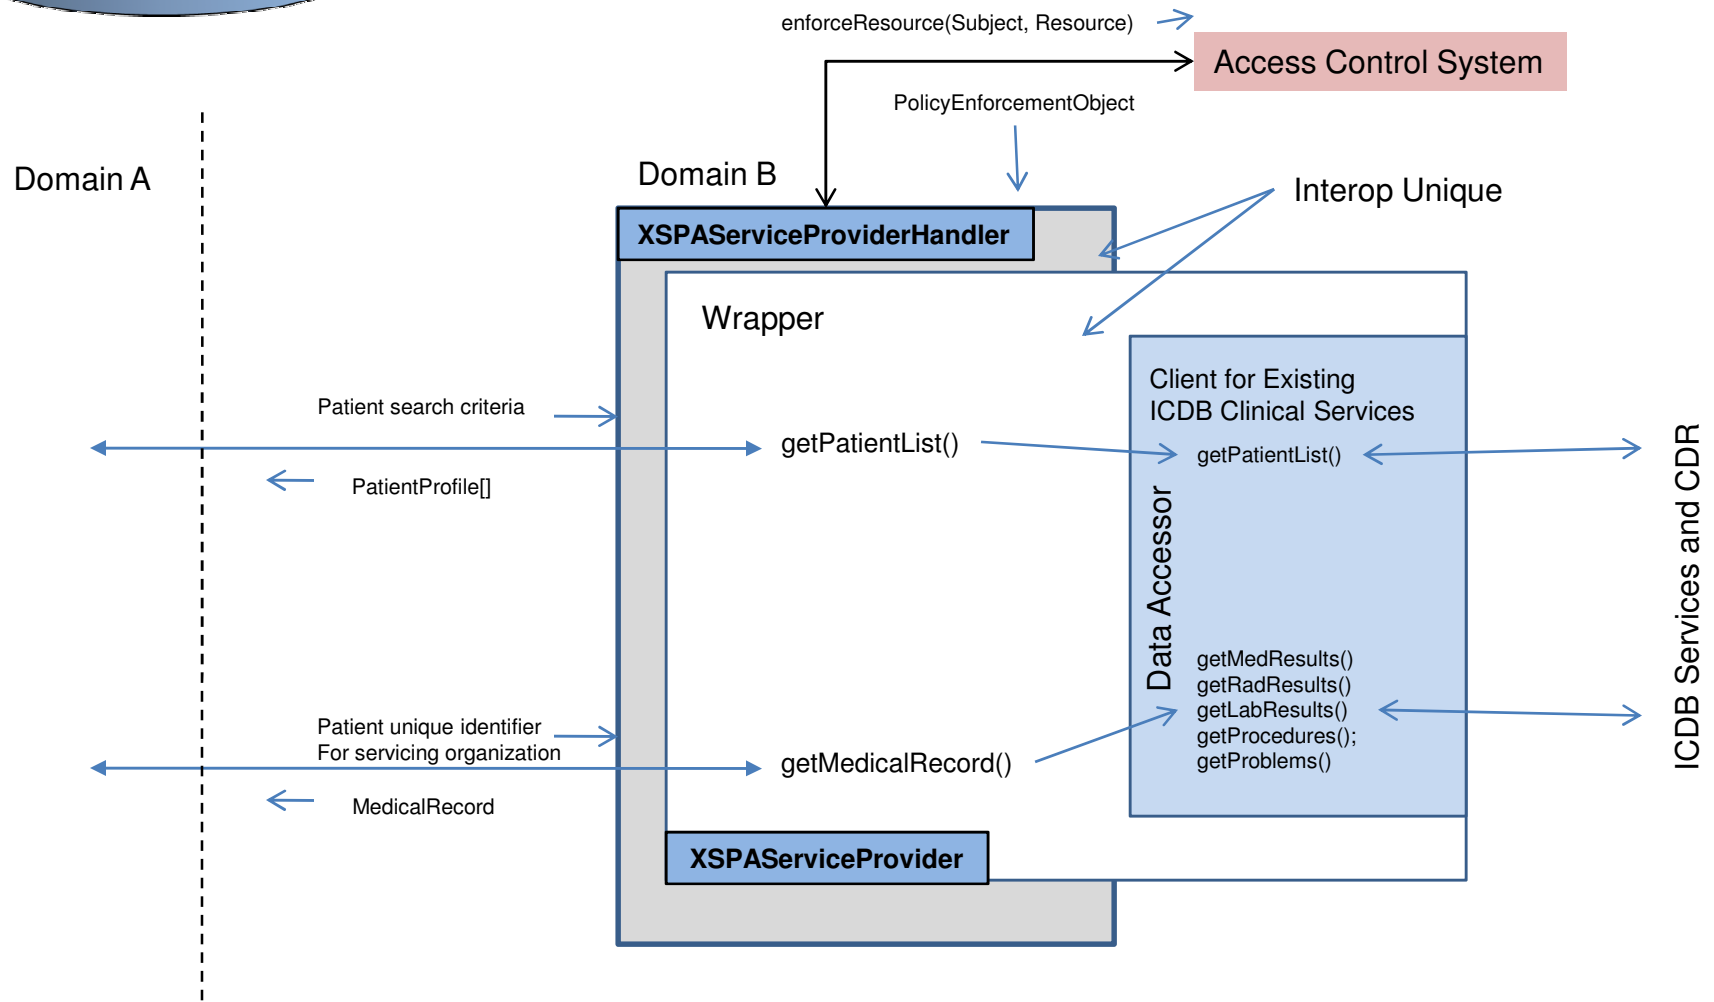 enforceResource(Subject, Resource)
Access Control System
PolicyEnforcementObject
Domain A
Domain B
Interop Unique
XSPAServiceProviderHandler
Wrapper
Client for Existing
ICDB Clinical Services
Patient search criteria
getPatientList()
getPatientList()
PatientProfile[]
Data Accessor
ICDB Services and CDR
getMedResults()
getRadResults()
getLabResults()
getProcedures();
getProblems()
Patient unique identifier
For servicing organization
getMedicalRecord()
MedicalRecord
XSPAServiceProvider